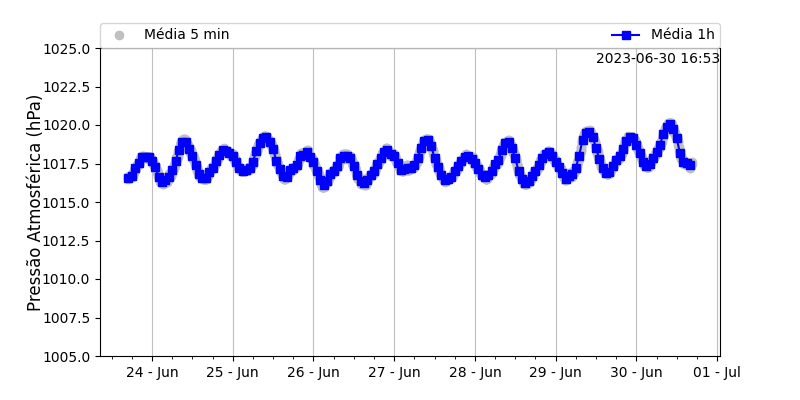 Média 5 min
Média 1h
2023-06-30 16:53
Pressão Atmosférica (hPa)
1025.0
1022.5
1020.0
1017.5
1015.0
1012.5
1010.0
1007.5
1005.0
24 - Jun
25 - Jun
26 - Jun
27 - Jun
28 - Jun
29 - Jun
30 - Jun
01 - Jul